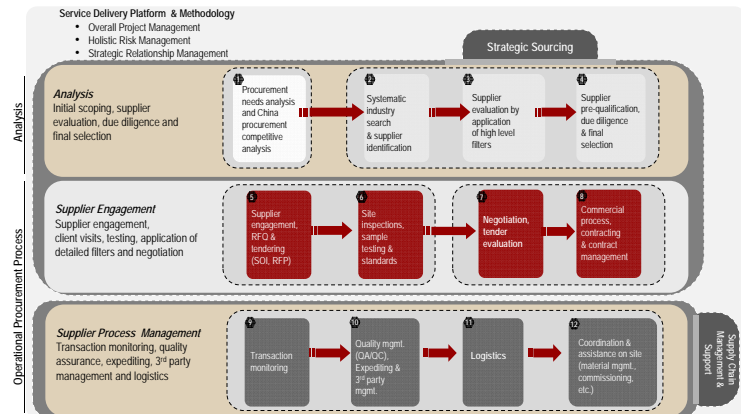 Service Delivery Platform & Methodology
• Overall Project Management
• Holistic Risk Management
• Strategic Relationship Management
Strategic Sourcing
Analysis
Analysis
Initial scoping, supplier
evaluation, due diligence and
final selection
1
Procurement
needs analysis
and China
procurement
competitive
analysis
2
Systematic
industry
search
& supplier
identification
3
Supplier
evaluation by
application
of high level
filters
4
Supplier
pre-qualification,
due diligence
& final
selection
Operational Procurement Process
Supplier Engagement
Supplier engagement,
client visits, testing, application of
detailed filters and negotiation
5
Supplier
engagement,
RFQ &
tendering
(SOI, RFP)
6
Site
inspections,
sample
testing &
standards
7
Negotiation,
tender
evaluation
8
Commercial
process,
contracting
& contract
management
Supplier Process Management
Transaction monitoring, quality
assurance, expediting, 3rd party
management and logistics
9
Transaction
monitoring
10
Quality mgmt.
(QA/QC),
Expediting &
3rd party
mgmt.
11
Logistics
12
Coordination &
assistance on site
(material mgmt.,
commissioning,
etc.)
Supply Chain
Management &
Support